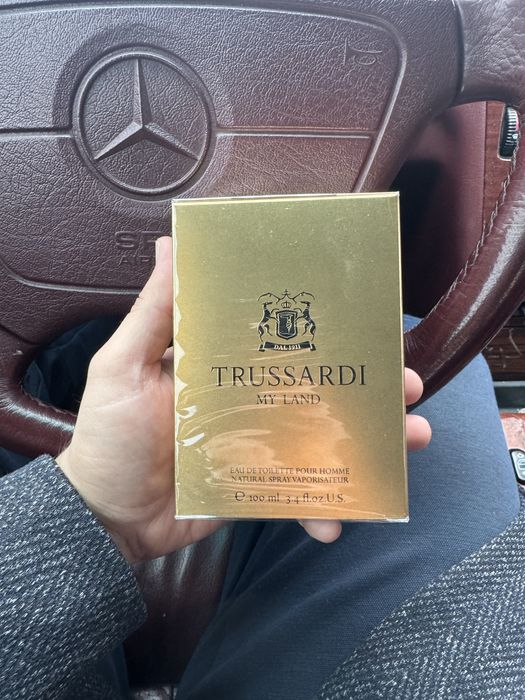 DAL 1911
TRUSSARDI
MY LAND
EAU DE TOILETTE POUR HOMME
NATURAL SPRAY VAPORISATEUR
℮ 100 ml 3.4 fl.oz.U.S.